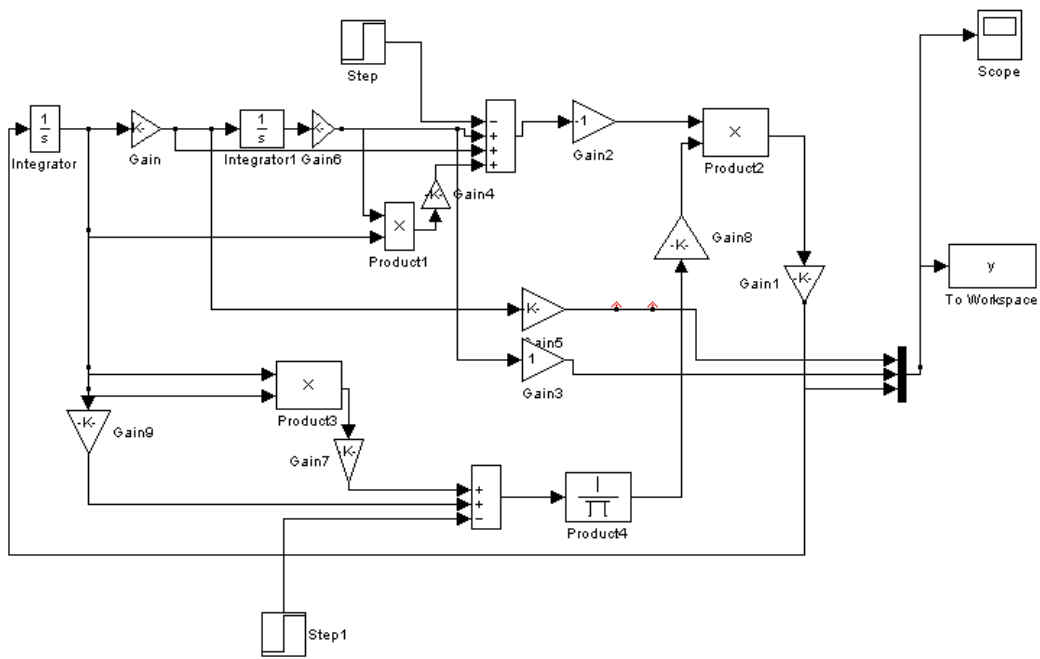 Step
Scope
1
s
Integrator
K-
Gain
1
s
Integrator1
K-
Gain6
−
+
+
+
-1
Gain2
×
Product2
-K-
Gain4
×
Product1
-K-
Gain8
-K-
Gain1
y
To Workspace
K-
Gain5
1
Gain3
×
Product3
-K-
Gain9
-K-
Gain7
+
+
−
Product4
Step1